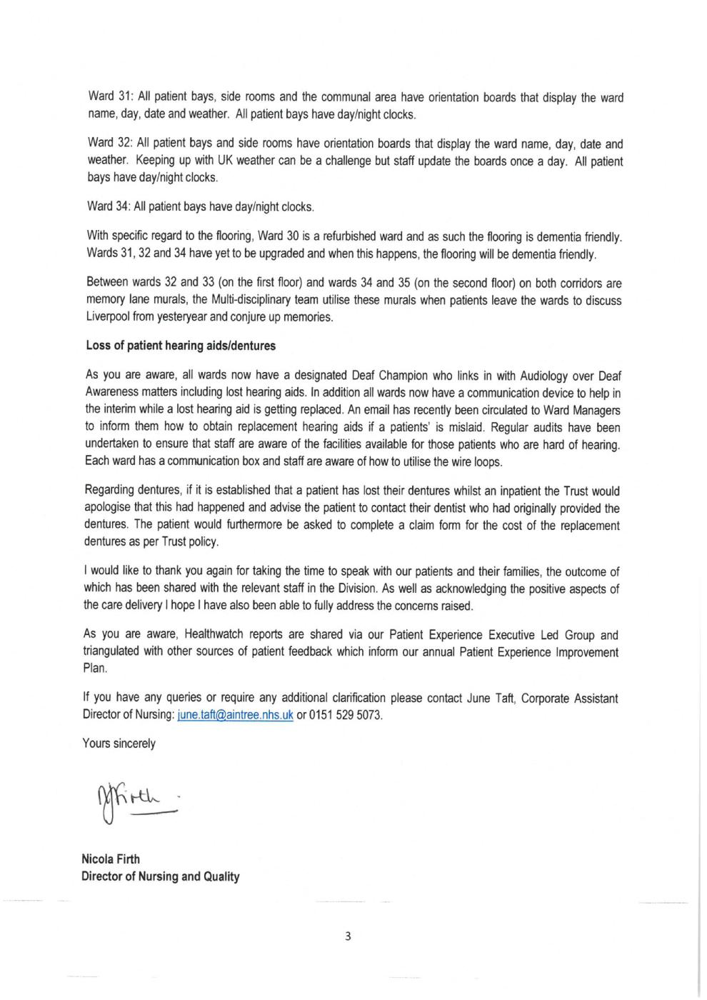 Ward 31: All patient bays, side rooms and the communal area have orientation boards that display the ward
name, day, date and weather. All patient bays have day/night clocks.
Ward 32: All patient bays and side rooms have orientation boards that display the ward name, day, date and
weather. Keeping up with UK weather can be a challenge but staff update the boards once a day. All patient
bays have day/night clocks.
Ward 34: All patient bays have day/night clocks.
With specific regard to the flooring, Ward 30 is a refurbished ward and as such the flooring is dementia friendly.
Wards 31, 32 and 34 have yet to be upgraded and when this happens, the flooring will be dementia friendly.
Between wards 32 and 33 (on the first floor) and wards 34 and 35 (on the second floor) on both corridors are
memory lane murals, the Multi-disciplinary team utilise these murals when patients leave the wards to discuss
Liverpool from yesteryear and conjure up memories.
Loss of patient hearing aids/dentures
As you are aware, all wards now have a designated Deaf Champion who links in with Audiology over Deaf
Awareness matters including lost hearing aids. In addition all wards now have a communication device to help in
the interim while a lost hearing aid is getting replaced. An email has recently been circulated to Ward Managers
to inform them how to obtain replacement hearing aids if a patients' is mislaid. Regular audits have been
undertaken to ensure that staff are aware of the facilities available for those patients who are hard of hearing.
Each ward has a communication box and staff are aware of how to utilise the wire loops.
Regarding dentures, if it is established that a patient has lost their dentures whilst an inpatient the Trust would
apologise that this had happened and advise the patient to contact their dentist who had originally provided the
dentures. The patient would furthermore be asked to complete a claim form for the cost of the replacement
dentures as per Trust policy.
I would like to thank you again for taking the time to speak with our patients and their families, the outcome of
which has been shared with the relevant staff in the Division. As well as acknowledging the positive aspects of
the care delivery I hope I have also been able to fully address the concerns raised.
As you are aware, Healthwatch reports are shared via our Patient Experience Executive Led Group and
triangulated with other sources of patient feedback which inform our annual Patient Experience Improvement
Plan.
If you have any queries or require any additional clarification please contact June Taft, Corporate Assistant
Director of Nursing: june.taft@aintree.nhs.uk or 0151 529 5073.
Yours sincerely
NJFirth
Nicola Firth
Director of Nursing and Quality
3